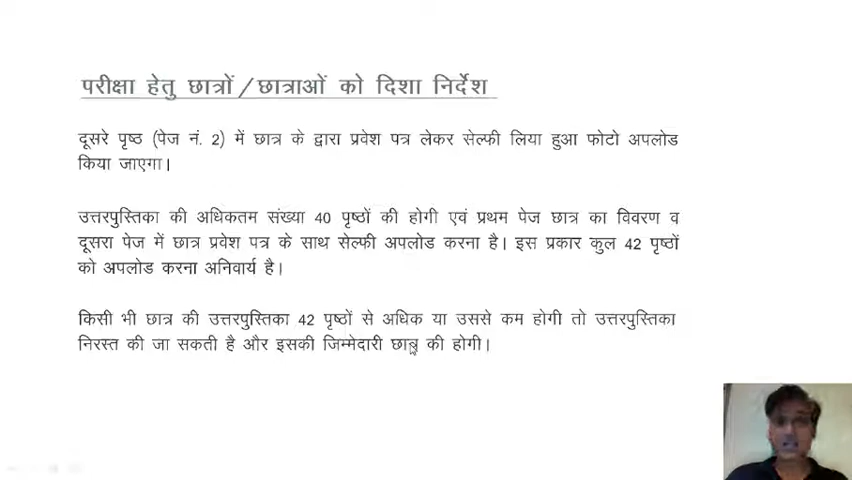 परीक्षा हेतु छात्रों/छात्राओं को दिशा निर्देश
दूसरे पृष्ठ (पेज नं. 2) में छात्र के द्वारा प्रवेश पत्र लेकर सेल्फी लिया हुआ फोटो अपलोड
किया जाएगा।
उत्तरपुस्तिका की अधिकतम संख्या 40 पृष्ठों की होगी एवं प्रथम पेज छात्र का विवरण व
दूसरा पेज में छात्र प्रवेश पत्र के साथ सेल्फी अपलोड करना है। इस प्रकार कुल 42 पृष्ठों
को अपलोड करना अनिवार्य है।
किसी भी छात्र की उत्तरपुस्तिका 42 पृष्ठों से अधिक या उससे कम होगी तो उत्तरपुस्तिका
निरस्त की जा सकती है और इसकी जिम्मेदारी छात्र की होगी।